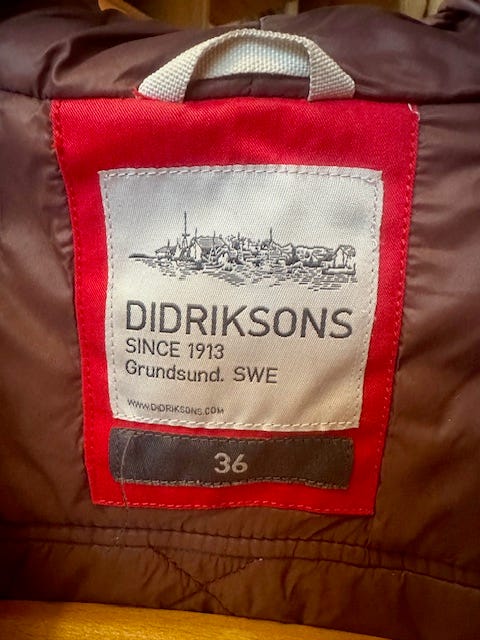 DIDRIKSONS
SINCE 1913
Grundsund. SWE
WWW.DIDRIKSONS.COM
36